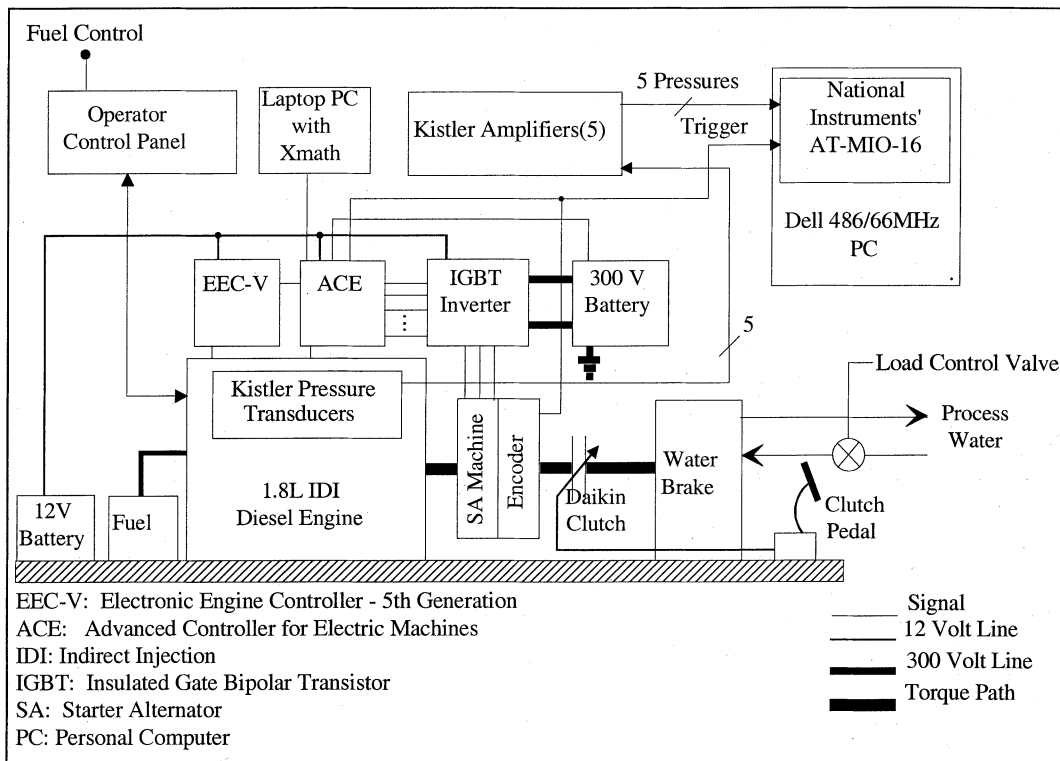 Fuel Control
Operator
Control Panel
Laptop PC
with
Xmath
Kistler Amplifiers(5)
5 Pressures
Trigger
National
Instruments'
AT-MIO-16
Dell 486/66MHz
PC
EEC-V
ACE
IGBT
Inverter
300 V
Battery
5
Kistler Pressure
Transducers
1.8L IDI
Diesel Engine
SA Machine
Encoder
Daikin
Clutch
Water
Brake
Load Control Valve
Process
Water
Clutch
Pedal
12V
Battery
Fuel
EEC-V: Electronic Engine Controller - 5th Generation
ACE: Advanced Controller for Electric Machines
IDI: Indirect Injection
IGBT: Insulated Gate Bipolar Transistor
SA: Starter Alternator
PC: Personal Computer
Signal
12 Volt Line
300 Volt Line
Torque Path